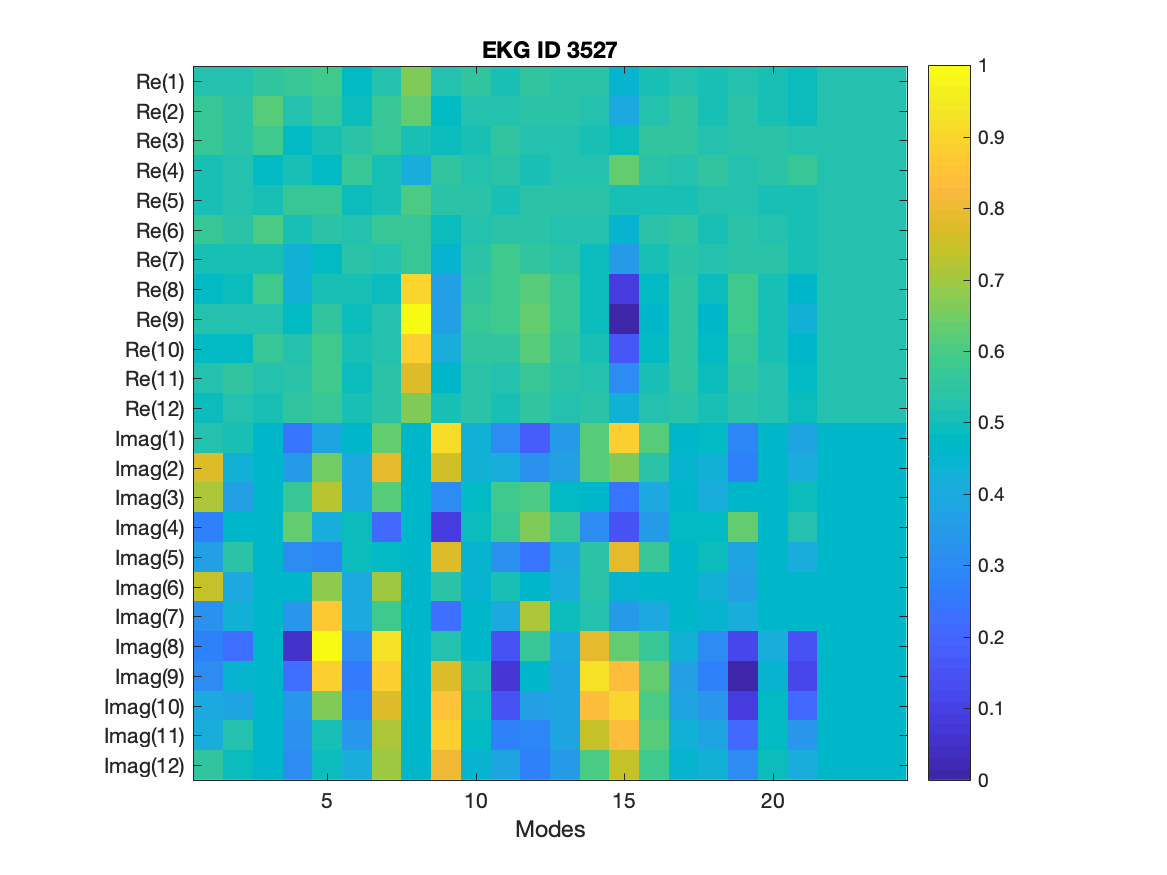 EKG ID 3527
Re(1)
Re(2)
Re(3)
Re(4)
Re(5)
Re(6)
Re(7)
Re(8)
Re(9)
Re(10)
Re(11)
Re(12)
Imag(1)
Imag(2)
Imag(3)
Imag(4)
Imag(5)
Imag(6)
Imag(7)
Imag(8)
Imag(9)
Imag(10)
Imag(11)
Imag(12)
5 10 15 20
Modes
1
0.9
0.8
0.7
0.6
0.5
0.4
0.3
0.2
0.1
0